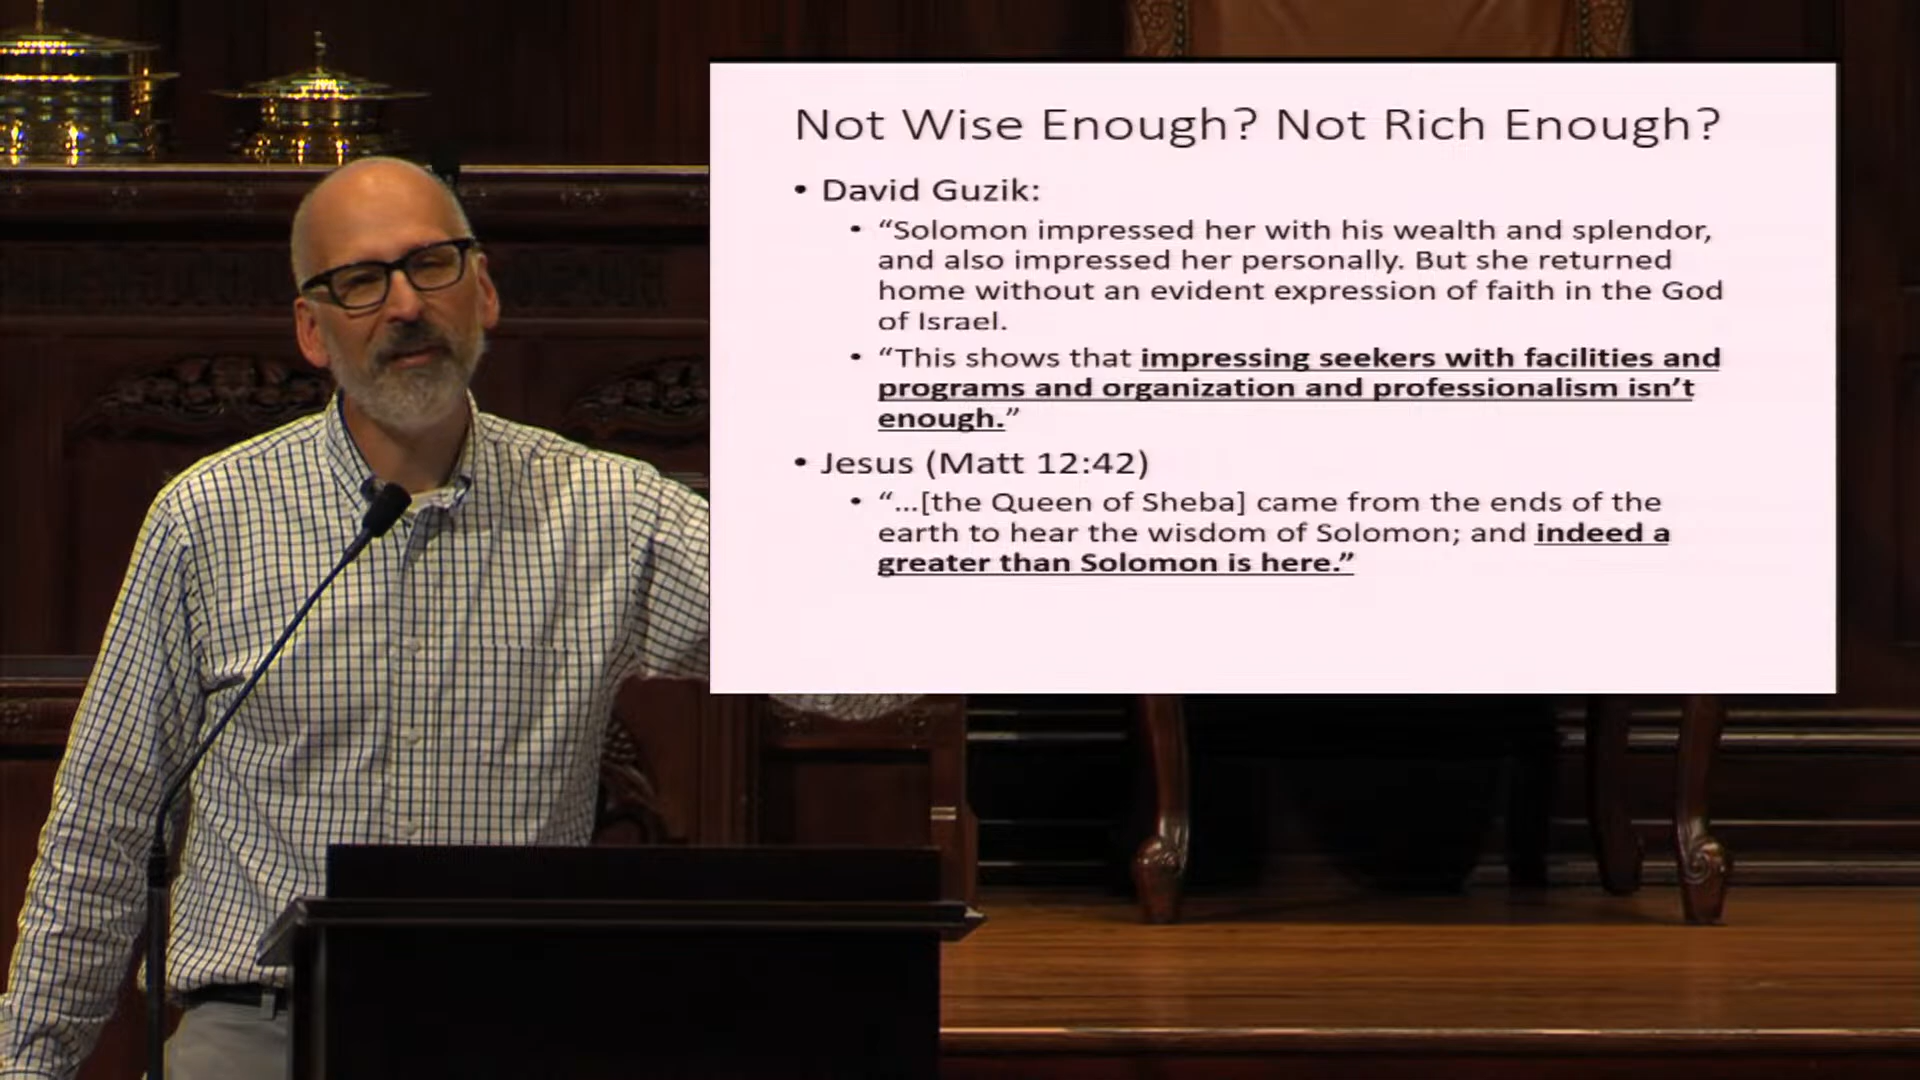 Not Wise Enough? Not Rich Enough?
• David Guzik:
• “Solomon impressed her with his wealth and splendor,
and also impressed her personally. But she returned
home without an evident expression of faith in the God
of Israel.
• “This shows that impressing seekers with facilities and
programs and organization and professionalism isn’t
enough.”
• Jesus (Matt 12:42)
• “...[the Queen of Sheba] came from the ends of the
earth to hear the wisdom of Solomon; and indeed a
greater than Solomon is here.”